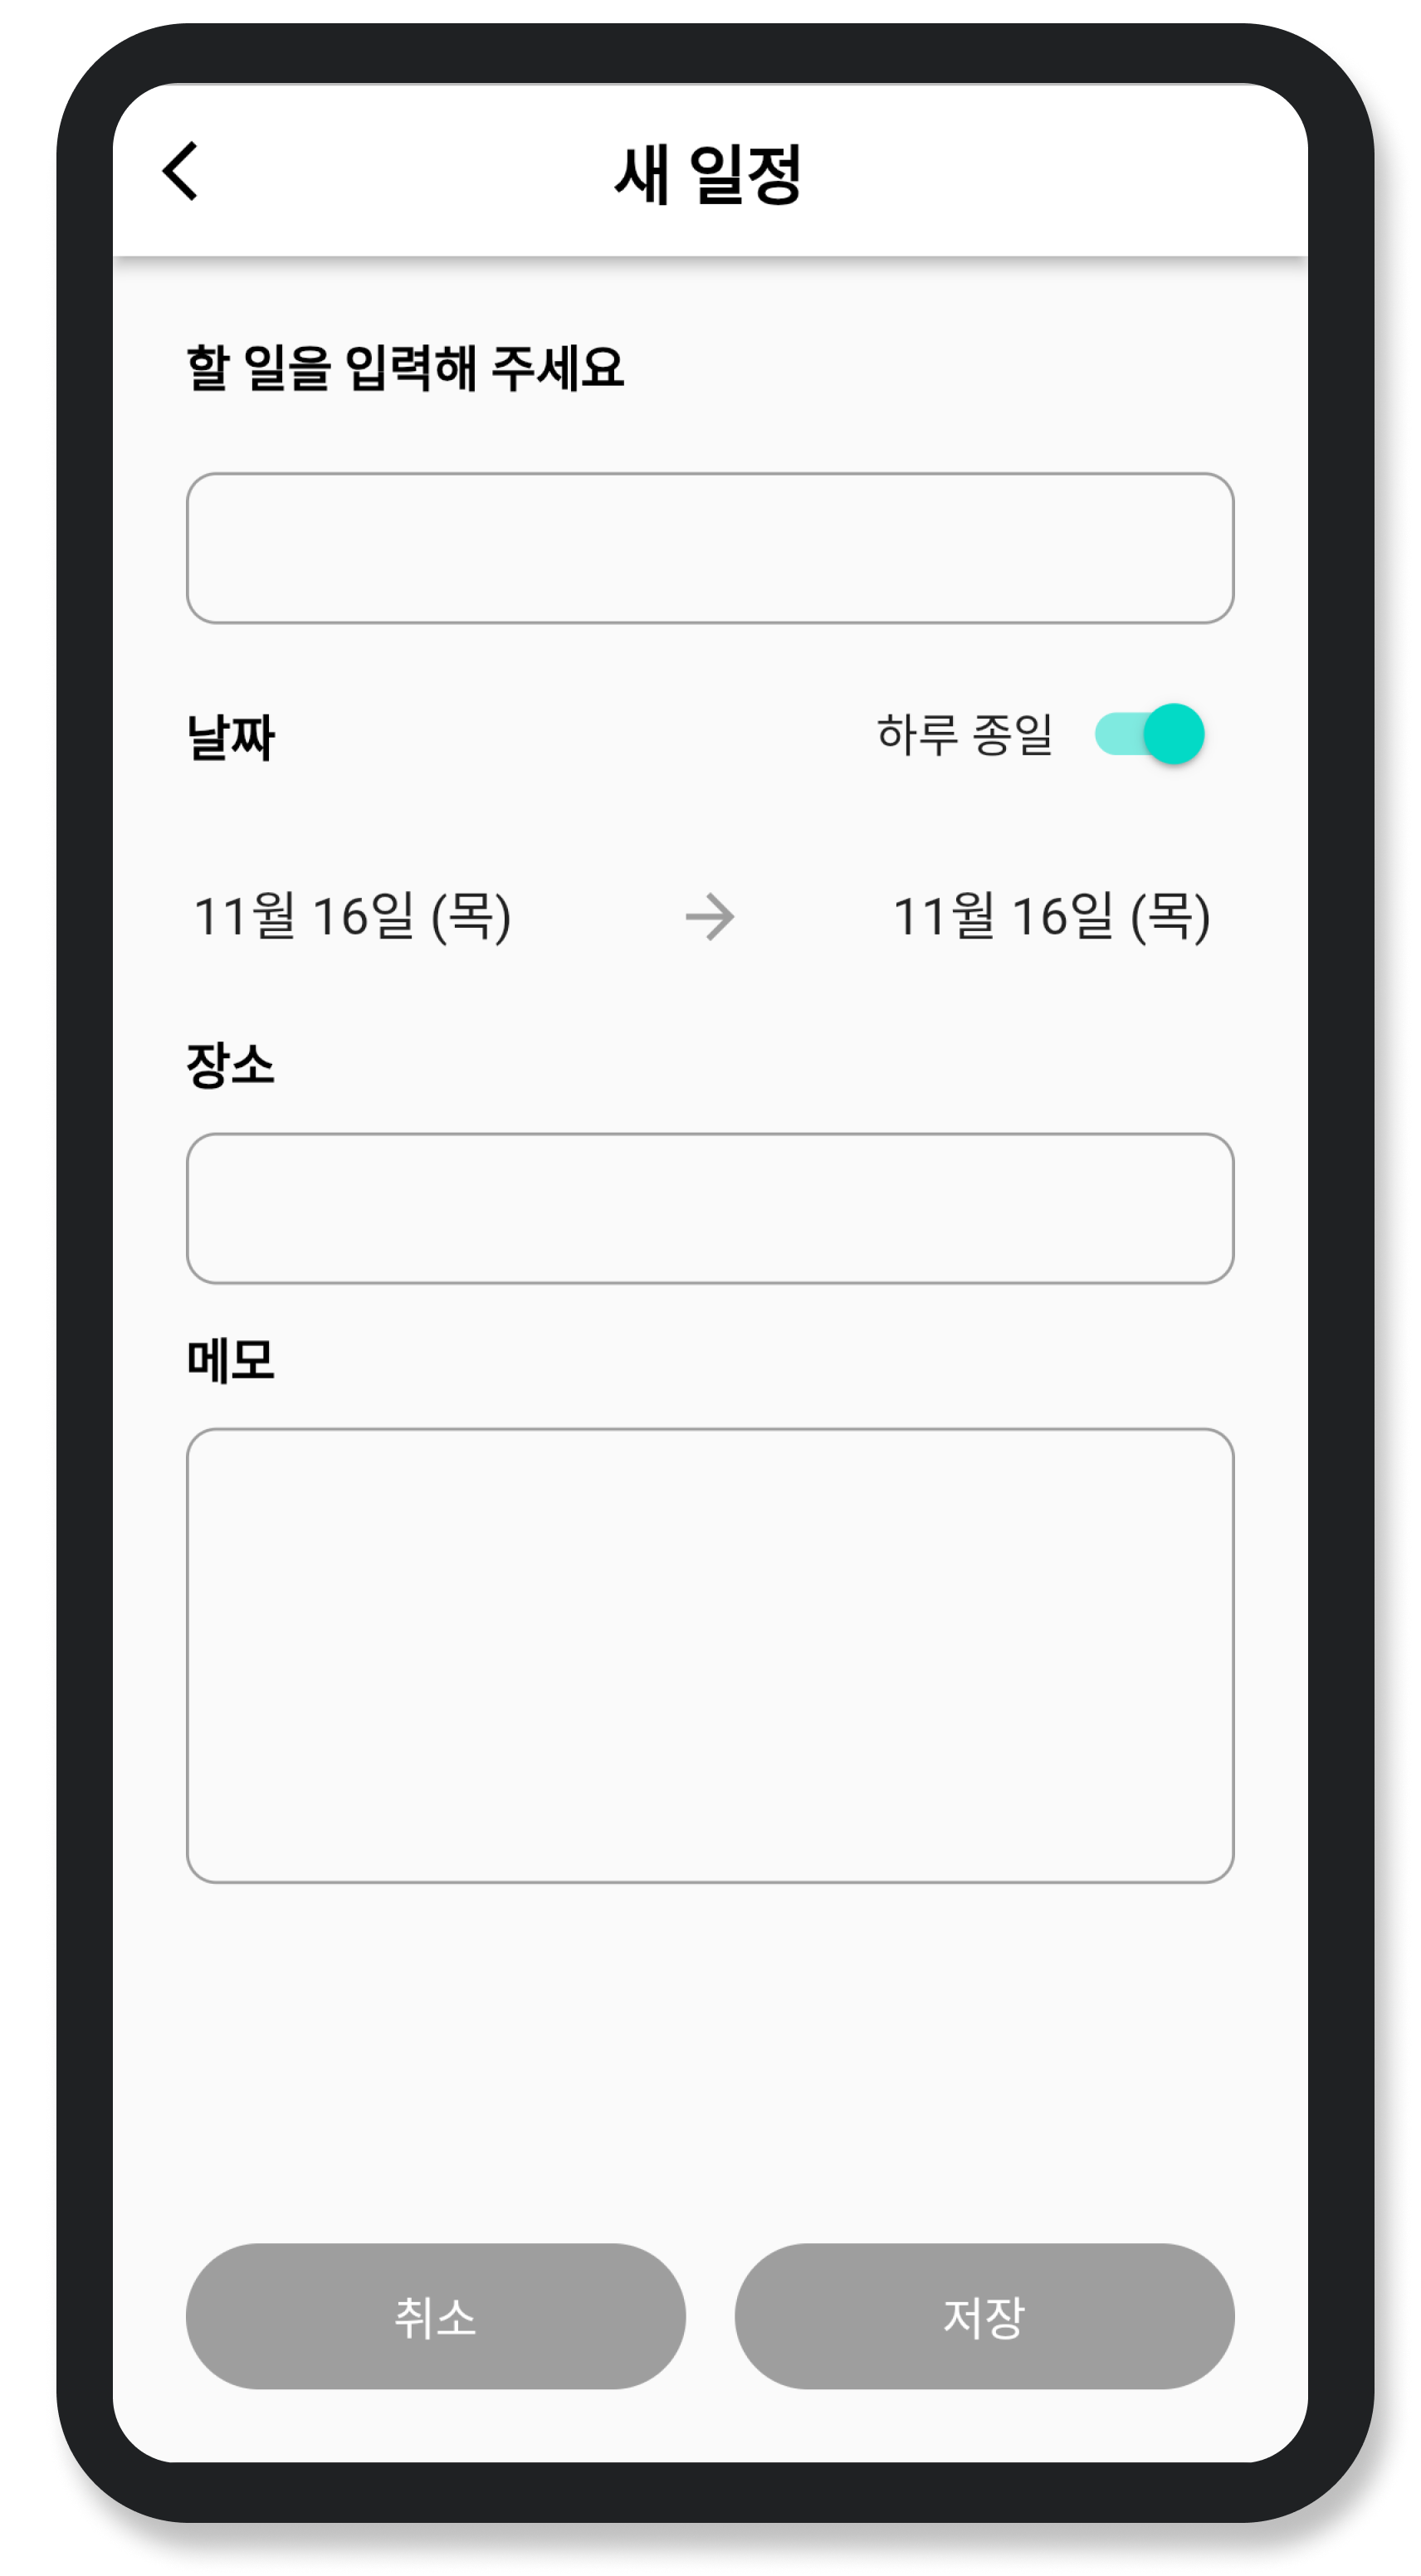 새 일정
할 일을 입력해 주세요
날짜 하루 종일
11월 16일 (목) 11월 16일 (목)
장소
메모
취소 저장